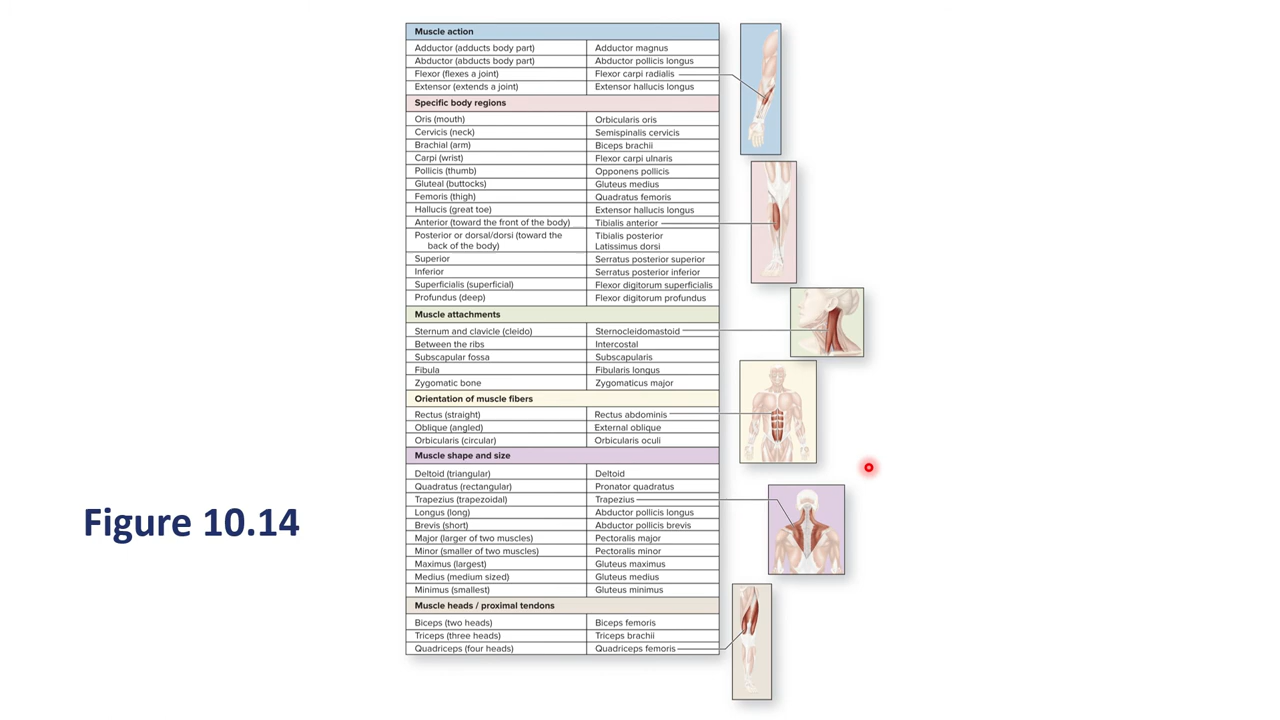 Muscle action
Adductor (adducts body part) Adductor magnus
Abductor (abducts body part) Abductor pollicis longus
Flexor (flexes a joint) Flexor carpi radialis
Extensor (extends a joint) Extensor hallucis longus
Specific body regions
Oris (mouth) Orbicularis oris
Cervicis (neck) Semispinalis cervicis
Brachial (arm) Biceps brachii
Carpi (wrist) Flexor carpi ulnaris
Pollicis (thumb) Opponens pollicis
Gluteal (buttocks) Gluteus medius
Femoris (thigh) Quadratus femoris
Hallucis (great toe) Extensor hallucis longus
Anterior (toward the front of the body) Tibialis anterior
Posterior or dorsal/dorsi (toward the Tibialis posterior
back of the body) Latissimus dorsi
Superior Serratus posterior superior
Inferior Serratus posterior inferior
Superficialis (superficial) Flexor digitorum superficialis
Profundus (deep) Flexor digitorum profundus
Muscle attachments
Sternum and clavicle (cleido) Sternocleidomastoid
Between the ribs Intercostal
Subscapular fossa Subscapularis
Fibula Fibularis longus
Zygomatic bone Zygomaticus major
Orientation of muscle fibers
Rectus (straight) Rectus abdominis
Oblique (angled) External oblique
Orbicularis (circular) Orbicularis oculi
Muscle shape and size
Deltoid (triangular) Deltoid
Quadratus (rectangular) Pronator quadratus
Trapezius (trapezoidal) Trapezius
Longus (long) Abductor pollicis longus
Brevis (short) Abductor pollicis brevis
Major (larger of two muscles) Pectoralis major
Minor (smaller of two muscles) Pectoralis minor
Maximus (largest) Gluteus maximus
Medius (medium sized) Gluteus medius
Minimus (smallest) Gluteus minimus
Muscle heads / proximal tendons
Biceps (two heads) Biceps femoris
Triceps (three heads) Triceps brachii
Quadriceps (four heads) Quadriceps femoris
Figure 10.14